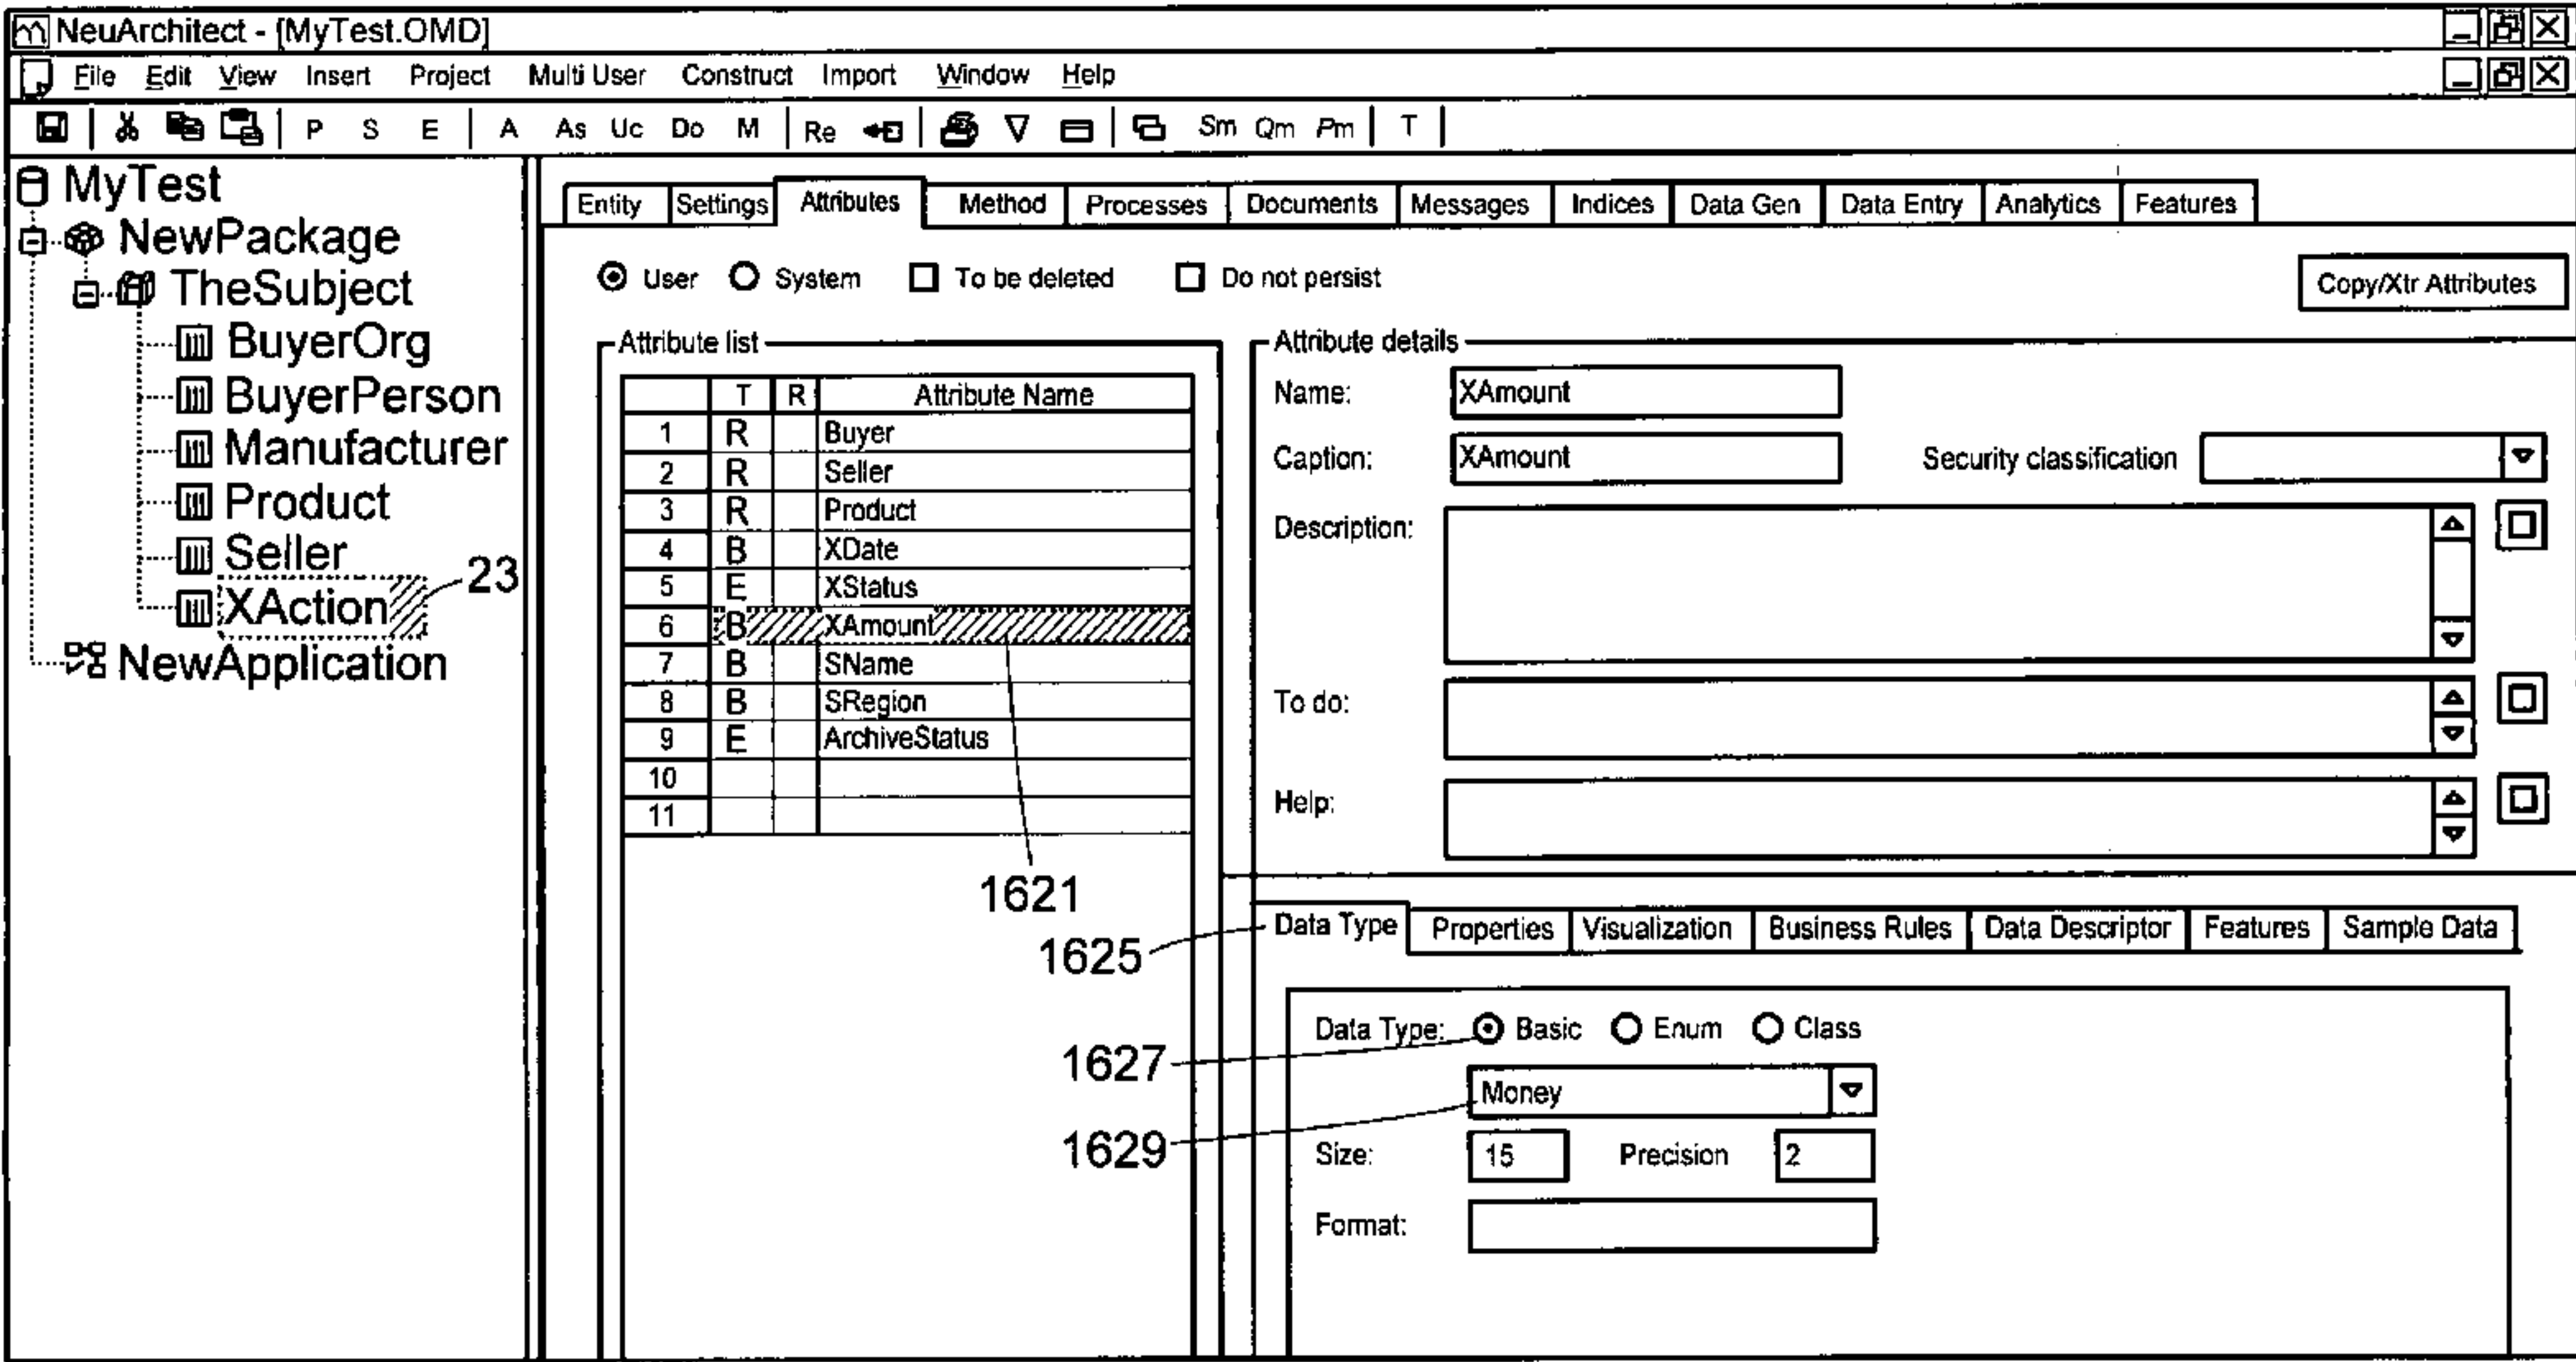 NeuArchitect - [MyTest.OMD]
File Edit View Insert Project Multi User Construct Import Window Help
P S E A As Uc Do M Re Sm Qm Pm T
MyTest
NewPackage
TheSubject
BuyerOrg
BuyerPerson
Manufacturer
Product
Seller
XAction
23
NewApplication
Entity Settings Attributes Method Processes Documents Messages Indices Data Gen Data Entry Analytics Features
User System To be deleted Do not persist
Copy/Xtr Attributes
Attribute list
T R Attribute Name
1 R Buyer
2 R Seller
3 R Product
4 B XDate
5 E XStatus
6 B XAmount
7 B SName
8 B SRegion
9 E ArchiveStatus
10
11
1621
Attribute details
Name: XAmount
Caption: XAmount Security classification
Description:
To do:
Help:
1625
Data Type Properties Visualization Business Rules Data Descriptor Features Sample Data
Data Type: Basic Enum Class
1627
Money
1629
Size: 15 Precision 2
Format: